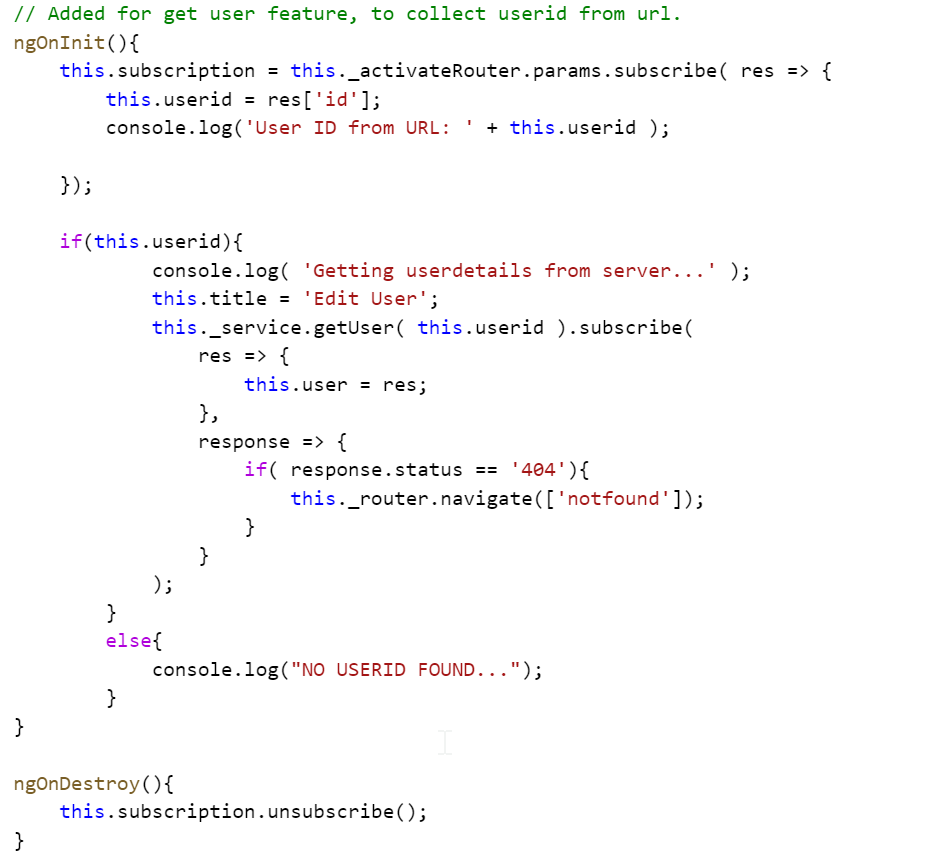 // Added for get user feature, to collect userid from url.
ngOnInit(){
    this.subscription = this._activateRouter.params.subscribe( res => {
        this.userid = res['id'];
        console.log('User ID from URL: ' + this.userid );

    });

    if(this.userid){
            console.log( 'Getting userdetails from server...' );
            this.title = 'Edit User';
            this._service.getUser( this.userid ).subscribe(
                res => {
                    this.user = res;
                },
                response => {
                    if( response.status == '404'){
                        this._router.navigate(['notfound']);
                    }
                }
            );
        }
        else{
            console.log("NO USERID FOUND...");
        }
}

ngOnDestroy(){
    this.subscription.unsubscribe();
}